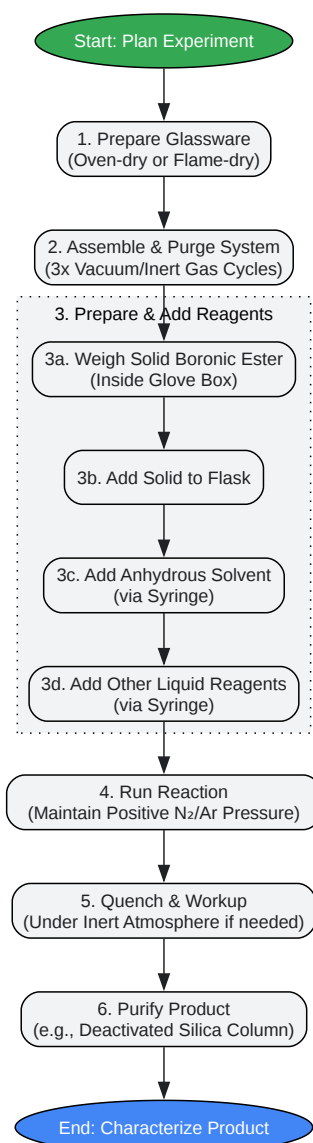 Start: Plan Experiment
1. Prepare Glassware
(Oven-dry or Flame-dry)
2. Assemble & Purge System
(3x Vacuum/Inert Gas Cycles)
3. Prepare & Add Reagents
3a. Weigh Solid Boronic Ester
(Inside Glove Box)
3b. Add Solid to Flask
3c. Add Anhydrous Solvent
(via Syringe)
3d. Add Other Liquid Reagents
(via Syringe)
4. Run Reaction
(Maintain Positive N₂/Ar Pressure)
5. Quench & Workup
(Under Inert Atmosphere if needed)
6. Purify Product
(e.g., Deactivated Silica Column)
End: Characterize Product